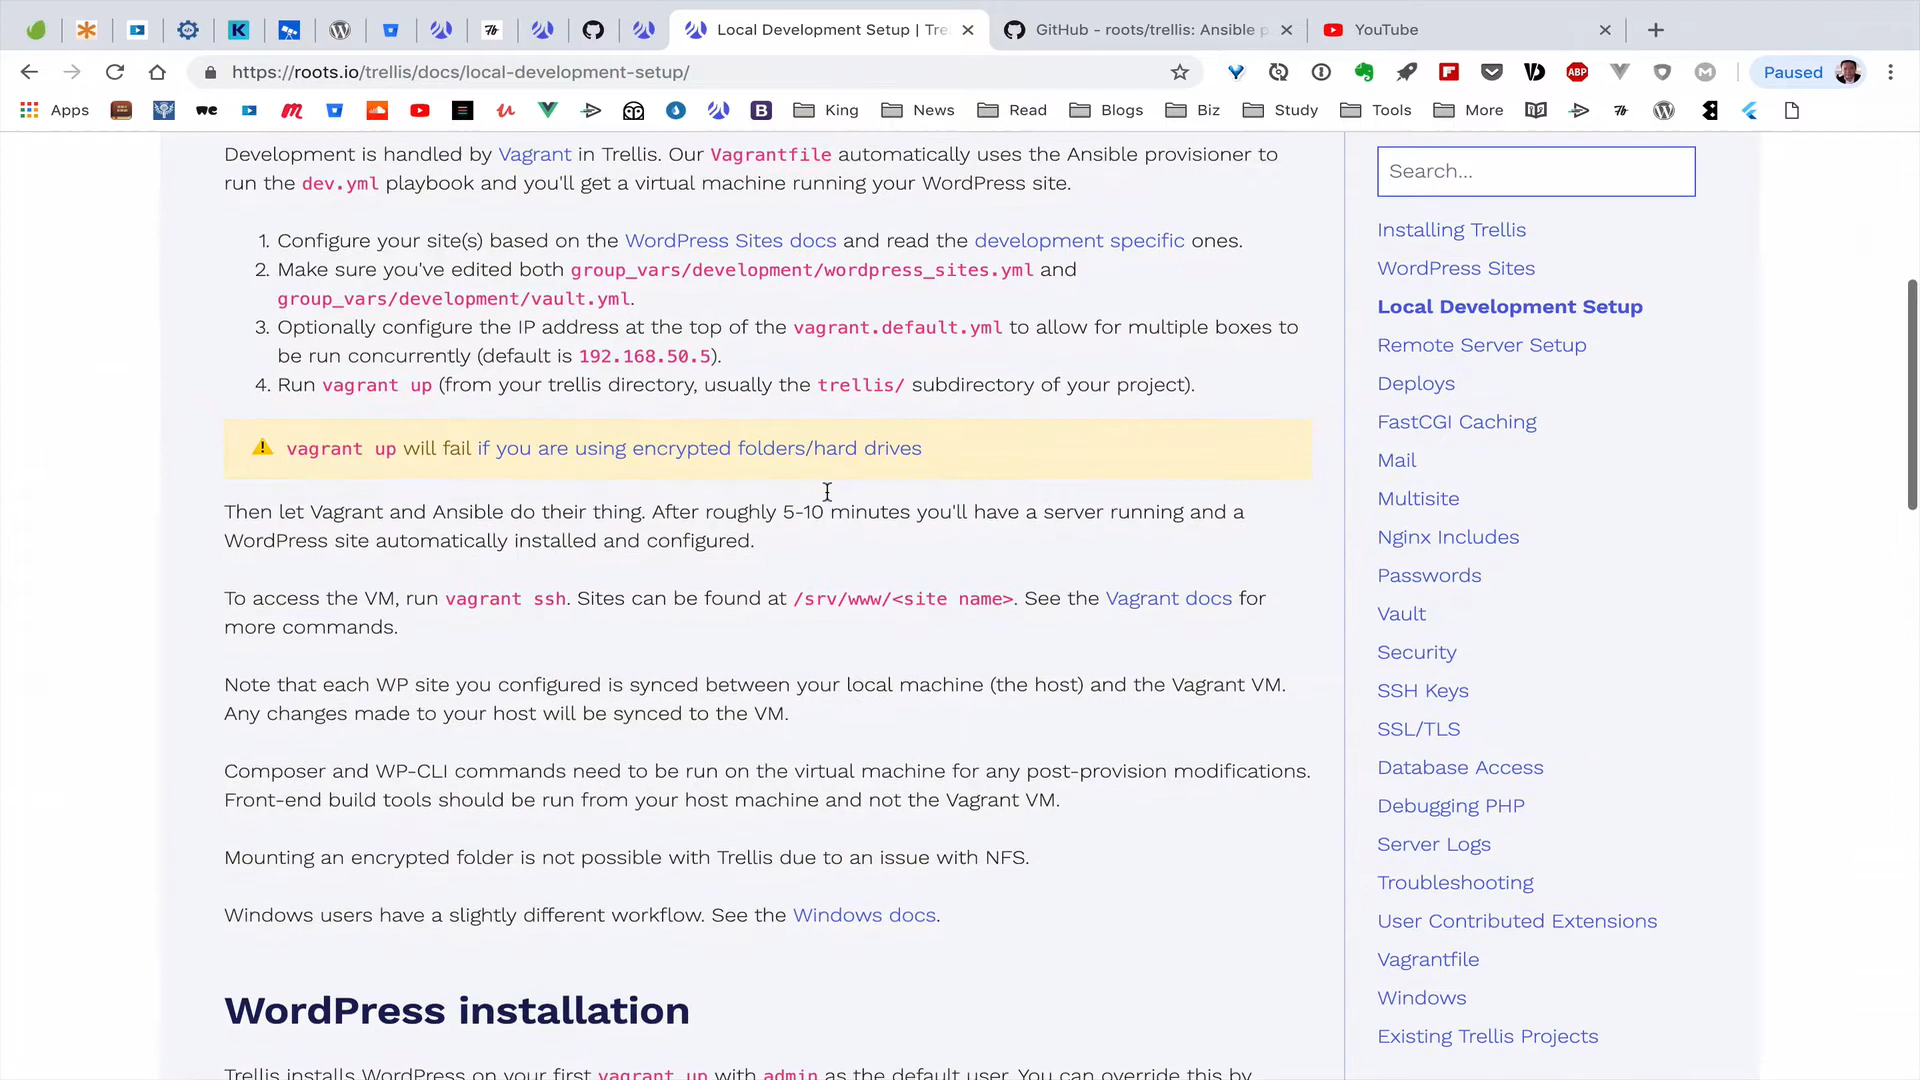 Local Development Setup | Tre
GitHub - roots/trellis: Ansible p
YouTube
https://roots.io/trellis/docs/local-development-setup/
ABP
Paused
Apps
we
King
News
Read
Blogs
Biz
Study
Tools
More
Development is handled by Vagrant in Trellis. Our Vagrantfile automatically uses the Ansible provisioner to
run the dev.yml playbook and you'll get a virtual machine running your WordPress site.
1. Configure your site(s) based on the WordPress Sites docs and read the development specific ones.
2. Make sure you've edited both group_vars/development/wordpress_sites.yml and
group_vars/development/vault.yml.
3. Optionally configure the IP address at the top of the vagrant.default.yml to allow for multiple boxes to
be run concurrently (default is 192.168.50.5).
4. Run vagrant up (from your trellis directory, usually the trellis/ subdirectory of your project).
vagrant up will fail if you are using encrypted folders/hard drives
Then let Vagrant and Ansible do their thing. After roughly 5-10 minutes you'll have a server running and a
WordPress site automatically installed and configured.
To access the VM, run vagrant ssh. Sites can be found at /srv/www/<site name>. See the Vagrant docs for
more commands.
Note that each WP site you configured is synced between your local machine (the host) and the Vagrant VM.
Any changes made to your host will be synced to the VM.
Composer and WP-CLI commands need to be run on the virtual machine for any post-provision modifications.
Front-end build tools should be run from your host machine and not the Vagrant VM.
Mounting an encrypted folder is not possible with Trellis due to an issue with NFS.
Windows users have a slightly different workflow. See the Windows docs.
WordPress installation
Trellis installs WordPress on your first vagrant up with admin as the default user. You can override this by
Search...
Installing Trellis
WordPress Sites
Local Development Setup
Remote Server Setup
Deploys
FastCGI Caching
Mail
Multisite
Nginx Includes
Passwords
Vault
Security
SSH Keys
SSL/TLS
Database Access
Debugging PHP
Server Logs
Troubleshooting
User Contributed Extensions
Vagrantfile
Windows
Existing Trellis Projects